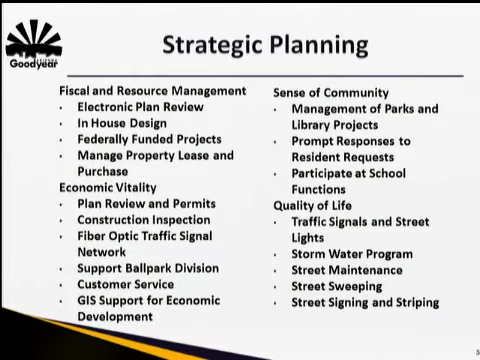 Goodyear
Strategic Planning
Fiscal and Resource Management
• Electronic Plan Review
• In House Design
• Federally Funded Projects
• Manage Property Lease and
Purchase
Economic Vitality
• Plan Review and Permits
• Construction Inspection
• Fiber Optic Traffic Signal
Network
• Support Ballpark Division
• Customer Service
• GIS Support for Economic
Development
Sense of Community
• Management of Parks and
Library Projects
• Prompt Responses to
Resident Requests
• Participate at School
Functions
Quality of Life
• Traffic Signals and Street
Lights
• Storm Water Program
• Street Maintenance
• Street Sweeping
• Street Signing and Striping